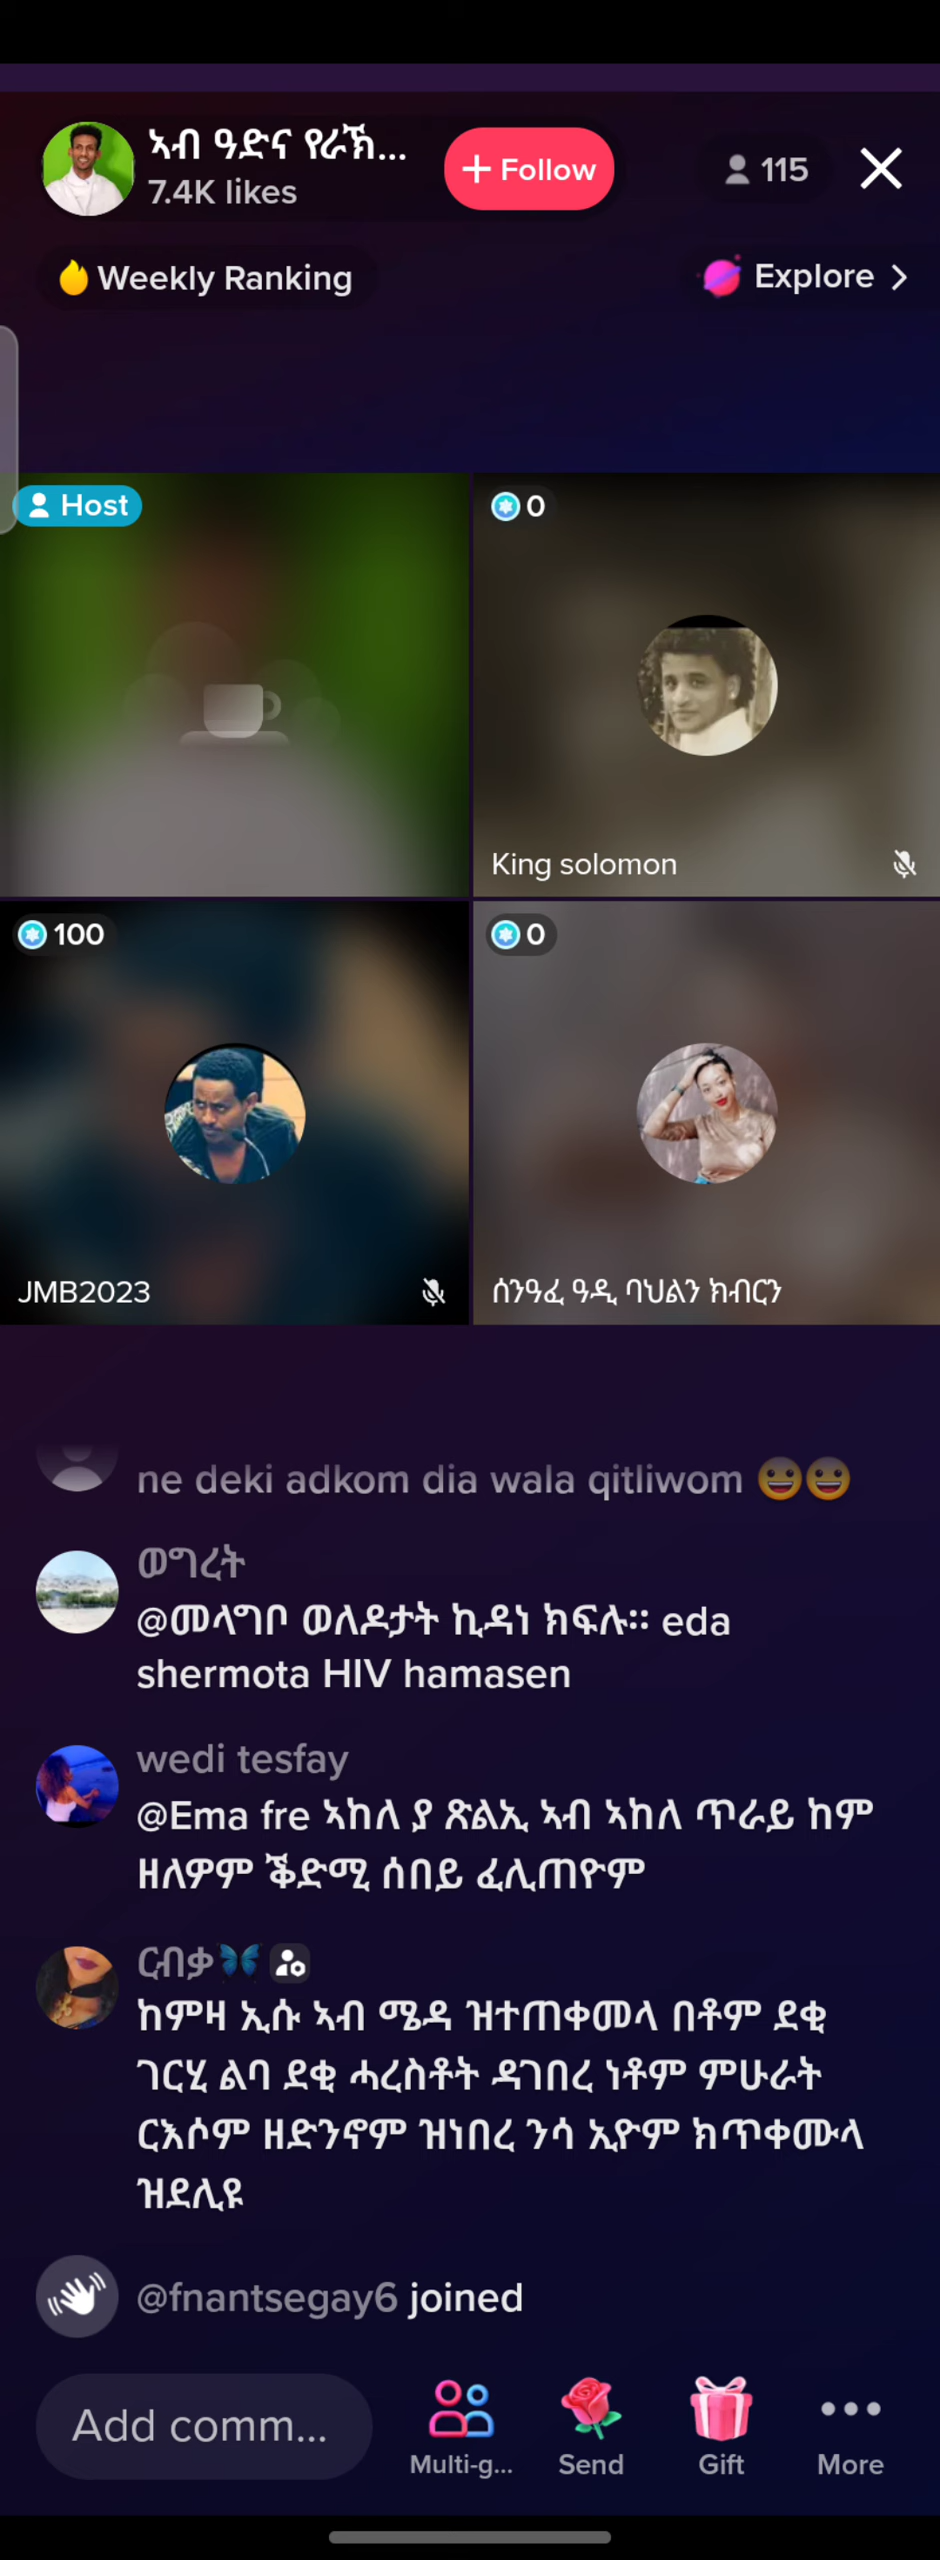 ኣብ ዓድና የራኽ...
7.4K likes
+ Follow
115
Weekly Ranking
Explore >
Host
0
King solomon
100
0
JMB2023
ሰንዓፈ ዓዲ ባህልን ክብርን
ne deki adkom dia wala qitliwom 😀😀
ወግረት
@መላግቦ ወለዶታት ኪዳነ ክፍሉ። eda
shermota HIV hamasen
wedi tesfay
@Ema fre ኣከለ ያ ጽልኢ ኣብ ኣከለ ጥራይ ከም
ዘለዎም ቕድሚ ሰበይ ፈሊጠዮም
ርብቃ🦋
ከምዛ ኢሱ ኣብ ሜዳ ዝተጠቀመላ በቶም ደቂ
ገርሂ ልባ ደቂ ሓረስቶት ዳገበረ ነቶም ምሁራት
ርእሶም ዘድንኖም ዝነበረ ንሳ ኢዮም ክጥቀሙላ
ዝደሊዩ
@fnantsegay6 joined
Add comm...
Multi-g...
Send
Gift
More